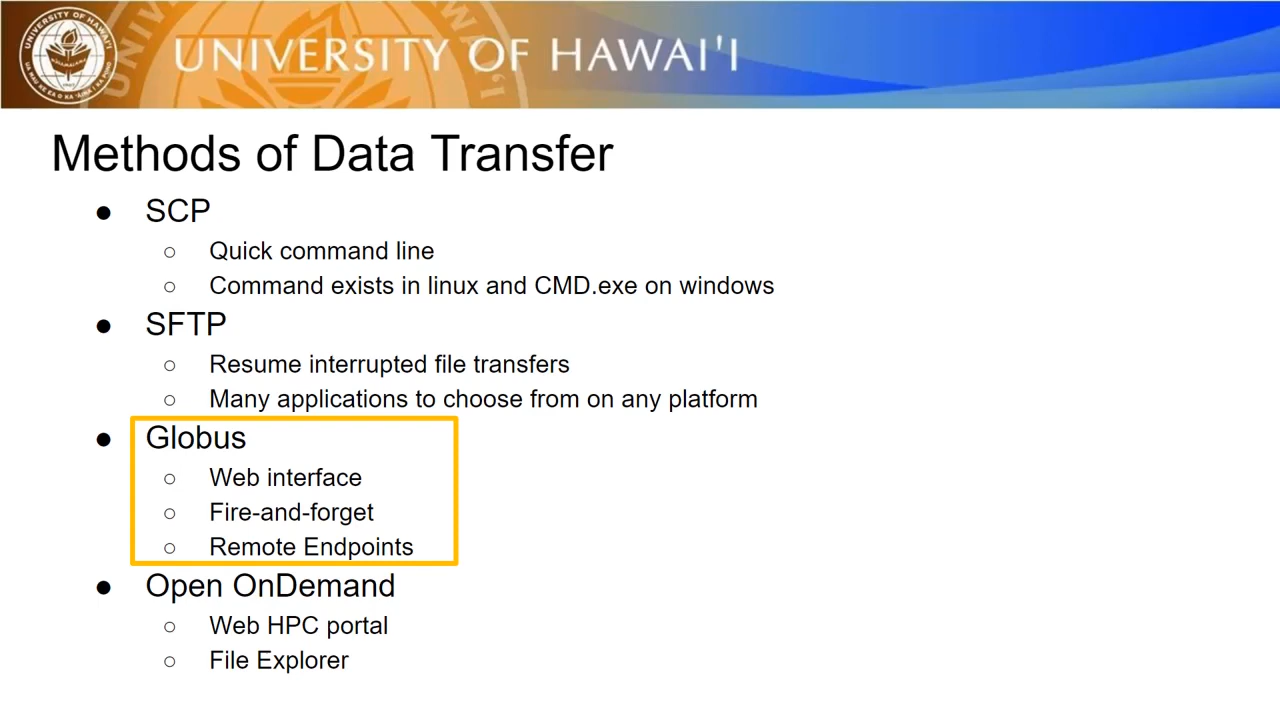 UNIVERSITY OF HAWAI'I
Methods of Data Transfer
● SCP
○ Quick command line
○ Command exists in linux and CMD.exe on windows
● SFTP
○ Resume interrupted file transfers
○ Many applications to choose from on any platform
● Globus
○ Web interface
○ Fire-and-forget
○ Remote Endpoints
● Open OnDemand
○ Web HPC portal
○ File Explorer